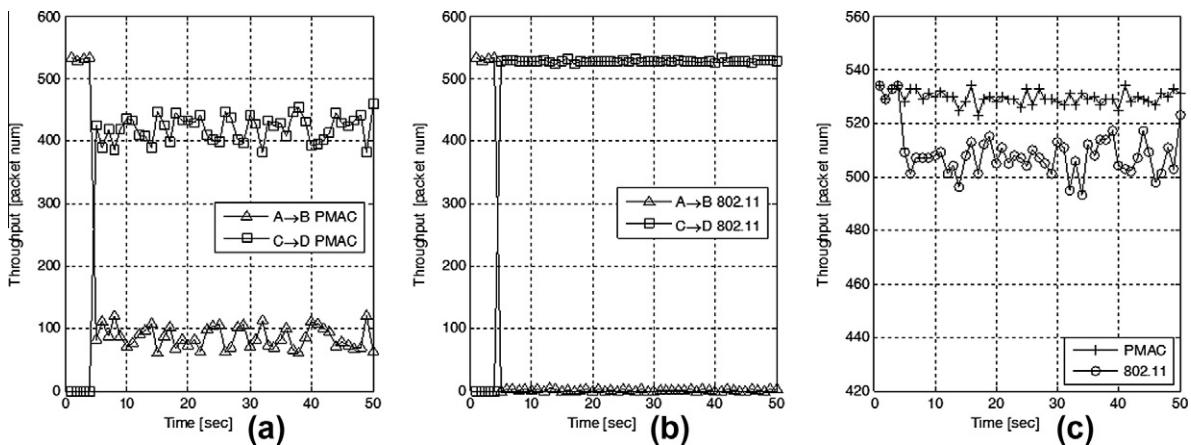 600
500
400
300
200
100
0
Throughput [packet num]
A→B PMAC
C→D PMAC
0 10 20 30 40 50
Time [sec]
(a)
600
500
400
300
200
100
0
Throughput [packet num]
A→B 802.11
C→D 802.11
0 10 20 30 40 50
Time [sec]
(b)
560
540
520
500
480
460
440
420
Throughput [packet num]
PMAC
802.11
0 10 20 30 40 50
Time [sec]
(c)